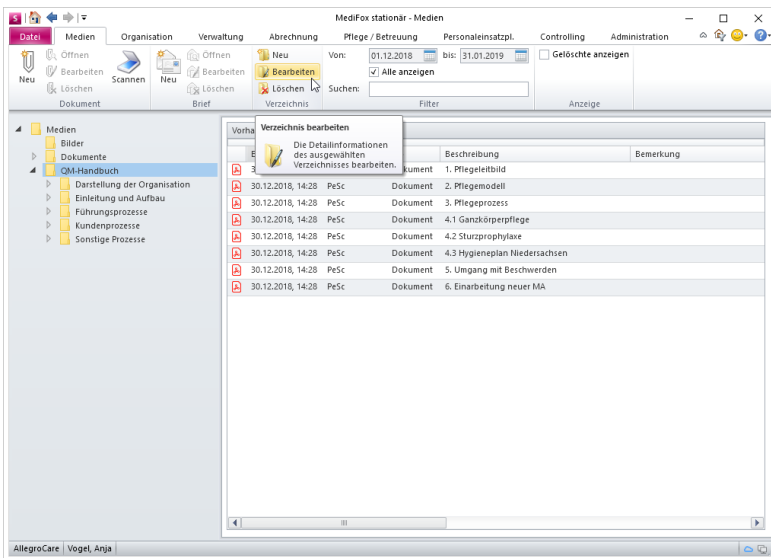 MediFox stationär - Medien
Datei Medien Organisation Verwaltung Abrechnung Pflege / Betreuung Personaleinsatzpl. Controlling Administration
Neu
Öffnen
Bearbeiten
Löschen
Scannen
Dokument
Neu
Öffnen
Bearbeiten
Löschen
Brief
Neu
Bearbeiten
Löschen
Verzeichnis
Von: 01.12.2018 bis: 31.01.2019
Alle anzeigen
Suchen:
Filter
Gelöschte anzeigen
Anzeige
Verzeichnis bearbeiten
Die Detailinformationen
des ausgewählten
Verzeichnisses bearbeiten.
Medien
Bilder
Dokumente
QM-Handbuch
Darstellung der Organisation
Einleitung und Aufbau
Führungsprozesse
Kundenprozesse
Sonstige Prozesse
Beschreibung Bemerkung
1. Pflegeleitbild
30.12.2018, 14:28 PeSc Dokument 2. Pflegemodell
30.12.2018, 14:28 PeSc Dokument 3. Pflegeprozess
30.12.2018, 14:28 PeSc Dokument 4.1 Ganzkörperpflege
30.12.2018, 14:28 PeSc Dokument 4.2 Sturzprophylaxe
30.12.2018, 14:28 PeSc Dokument 4.3 Hygieneplan Niedersachsen
30.12.2018, 14:28 PeSc Dokument 5. Umgang mit Beschwerden
30.12.2018, 14:28 PeSc Dokument 6. Einarbeitung neuer MA
AllegroCare Vogel, Anja